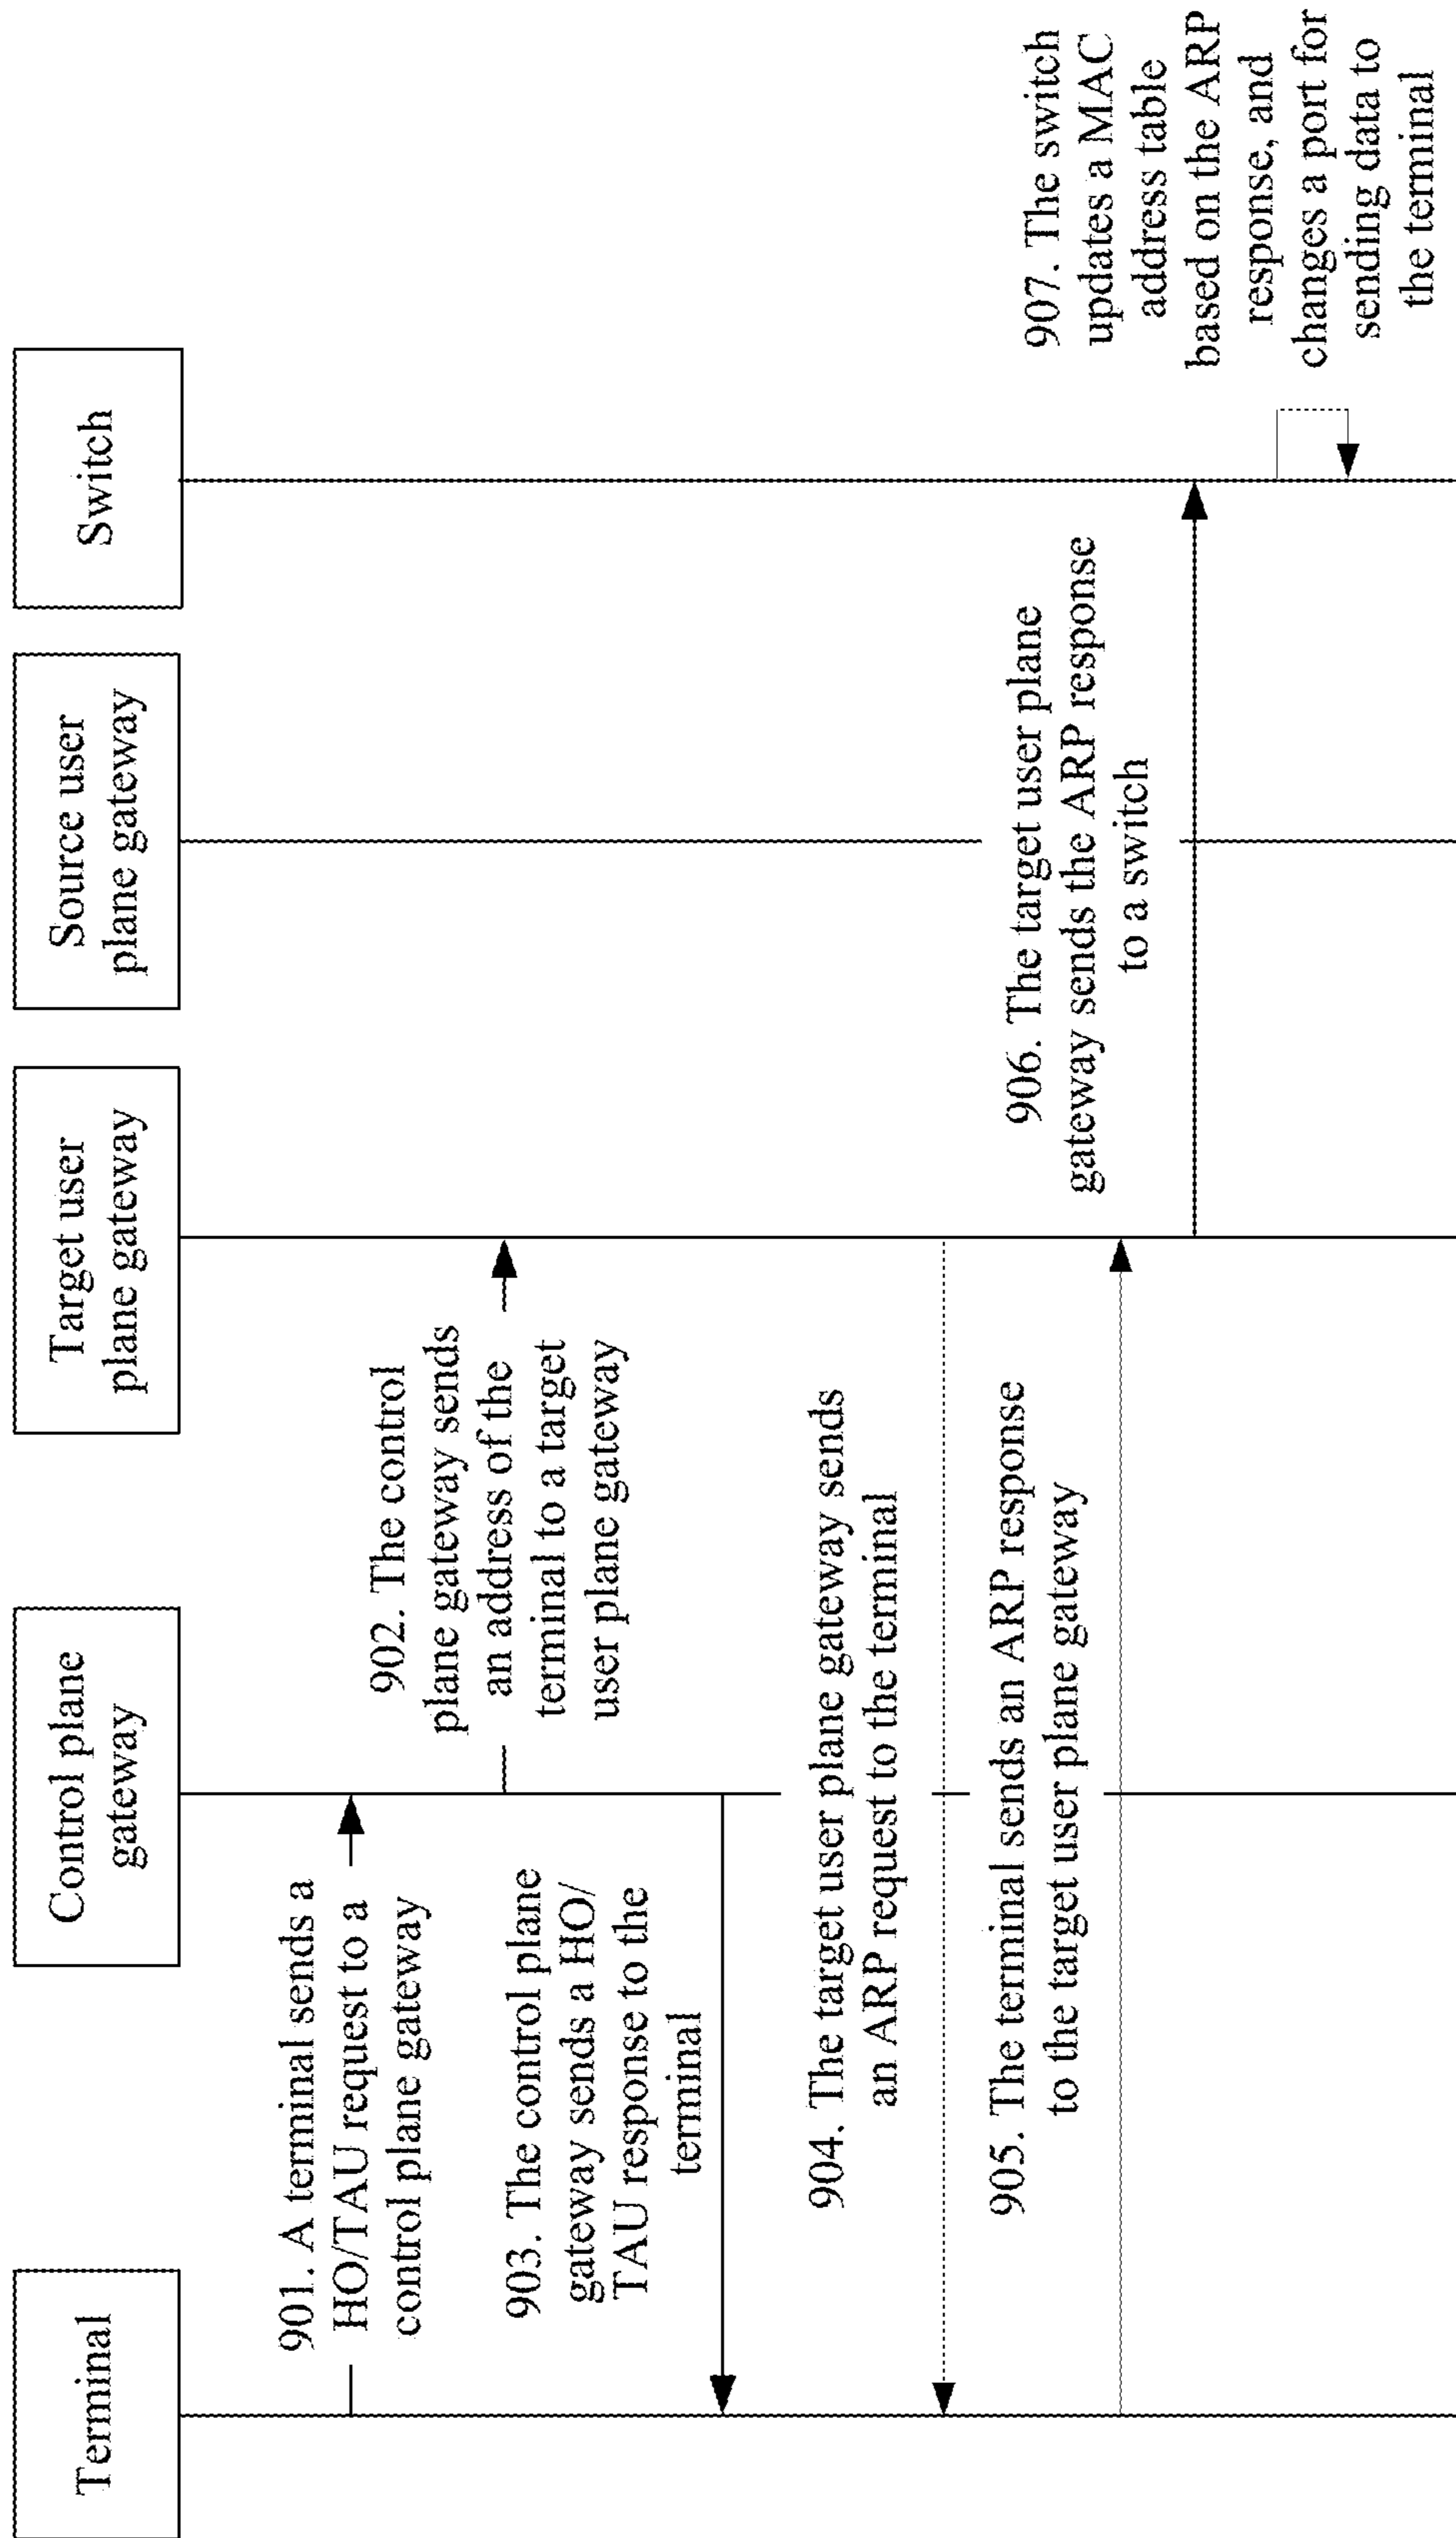 Terminal
Control plane
gateway
Target user
plane gateway
Source user
plane gateway
Switch
901. A terminal sends a
HO/TAU request to a
control plane gateway
902. The control
plane gateway sends
an address of the
terminal to a target
user plane gateway
903. The control plane
gateway sends a HO/
TAU response to the
terminal
904. The target user plane gateway sends
an ARP request to the terminal
905. The terminal sends an ARP response
to the target user plane gateway
906. The target user plane
gateway sends the ARP response
to a switch
907. The switch
updates a MAC
address table
based on the ARP
response, and
changes a port for
sending data to
the terminal